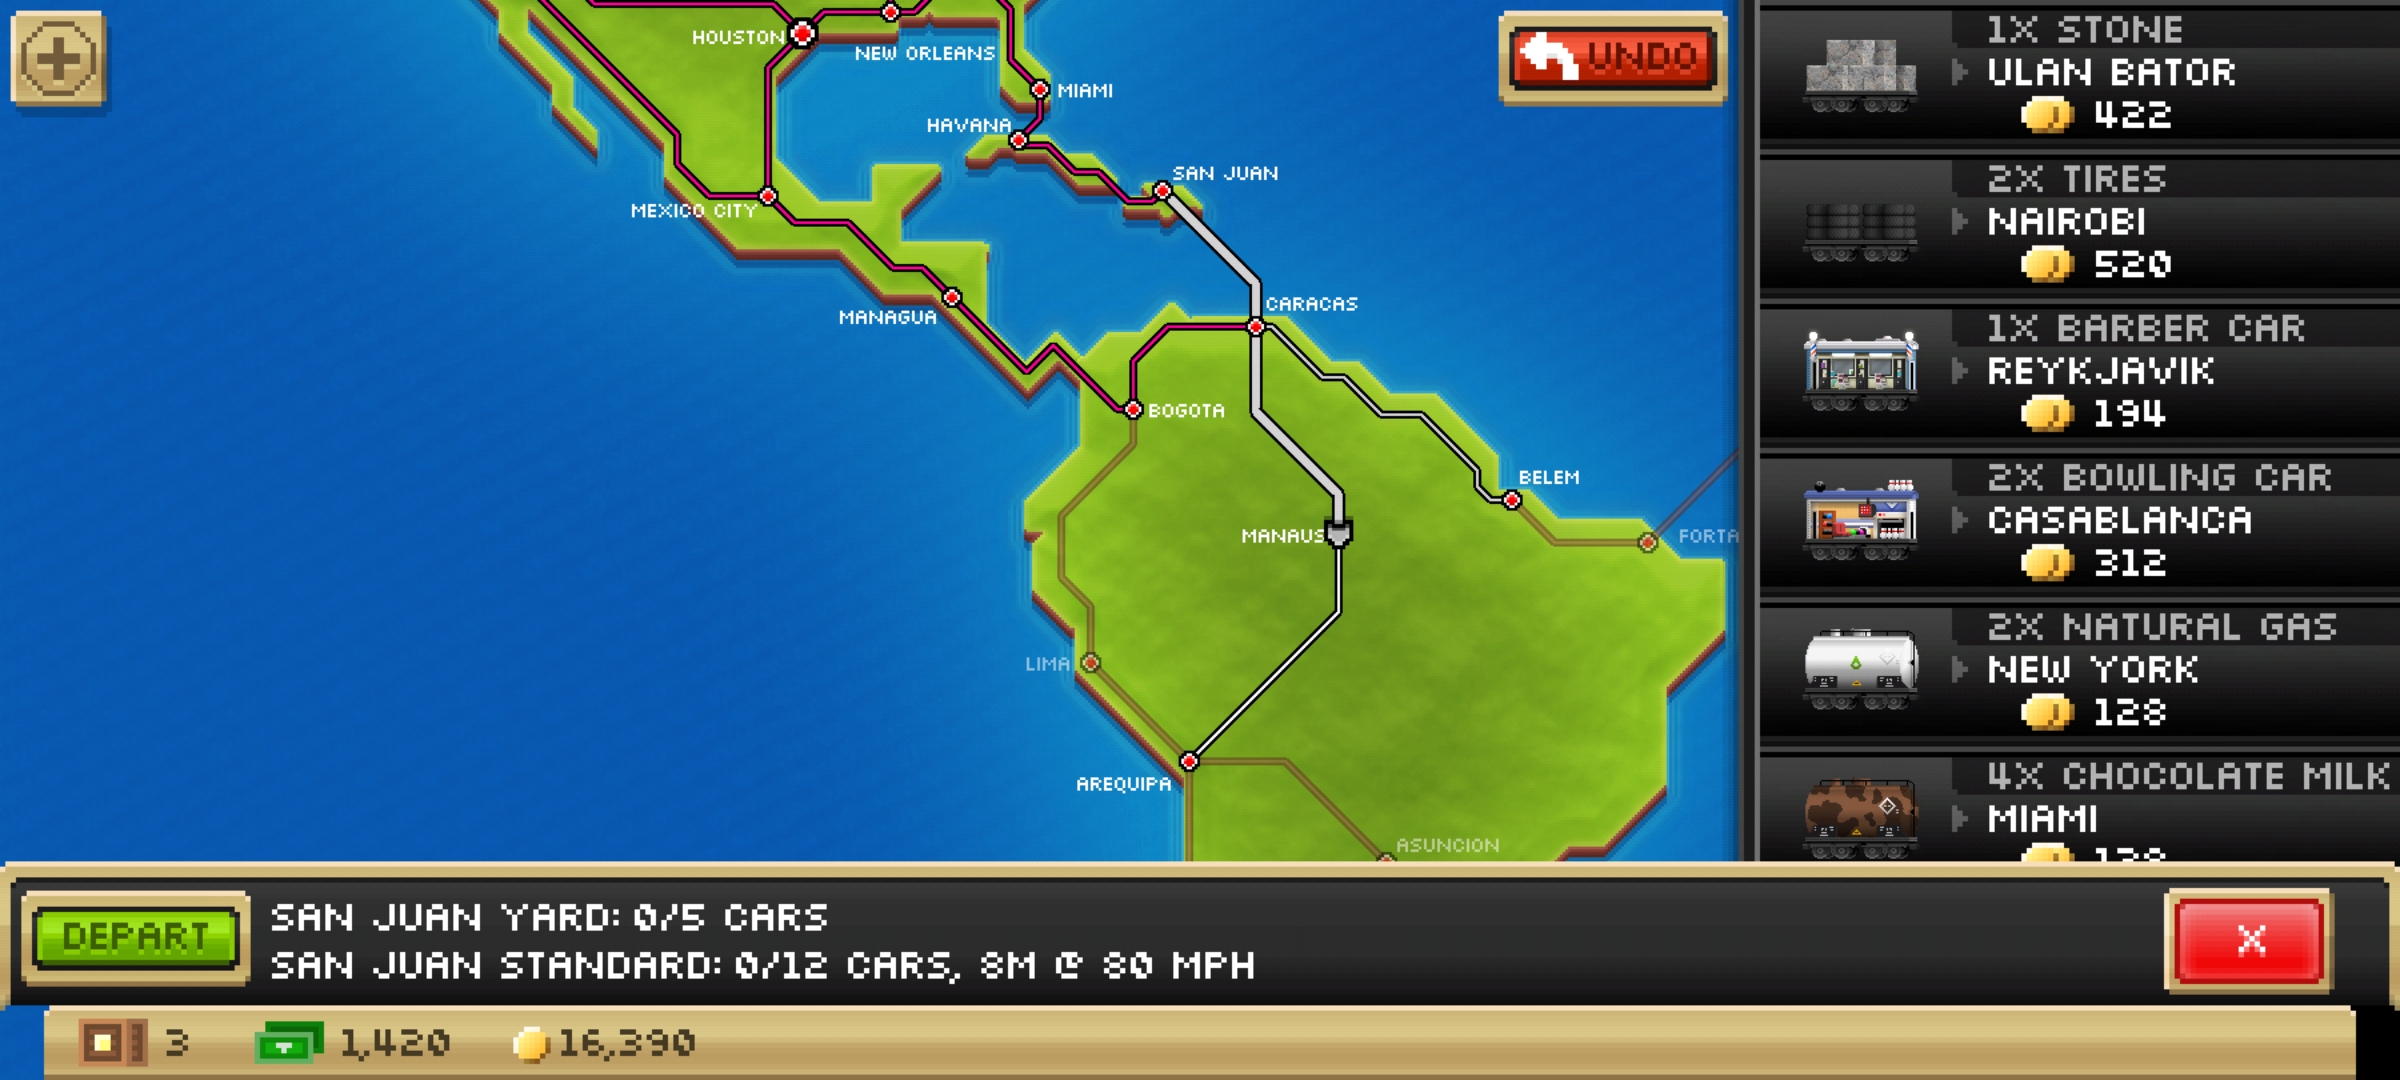 HOUSTON
NEW ORLEANS
MIAMI
HAVANA
SAN JUAN
MEXICO CITY
MANAGUA
CARACAS
BOGOTA
BELEM
MANAUS
FORTA
LIMA
AREQUIPA
ASUNCION
UNDO
1X STONE
ULAN BATOR
422
2X TIRES
NAIROBI
520
1X BARBER CAR
REYKJAVIK
194
2X BOWLING CAR
CASABLANCA
312
2X NATURAL GAS
NEW YORK
128
4X CHOCOLATE MILK
MIAMI
DEPART
SAN JUAN YARD: 0/5 CARS
SAN JUAN STANDARD: 0/12 CARS, 8M @ 80 MPH
X
3
1,420
16,390